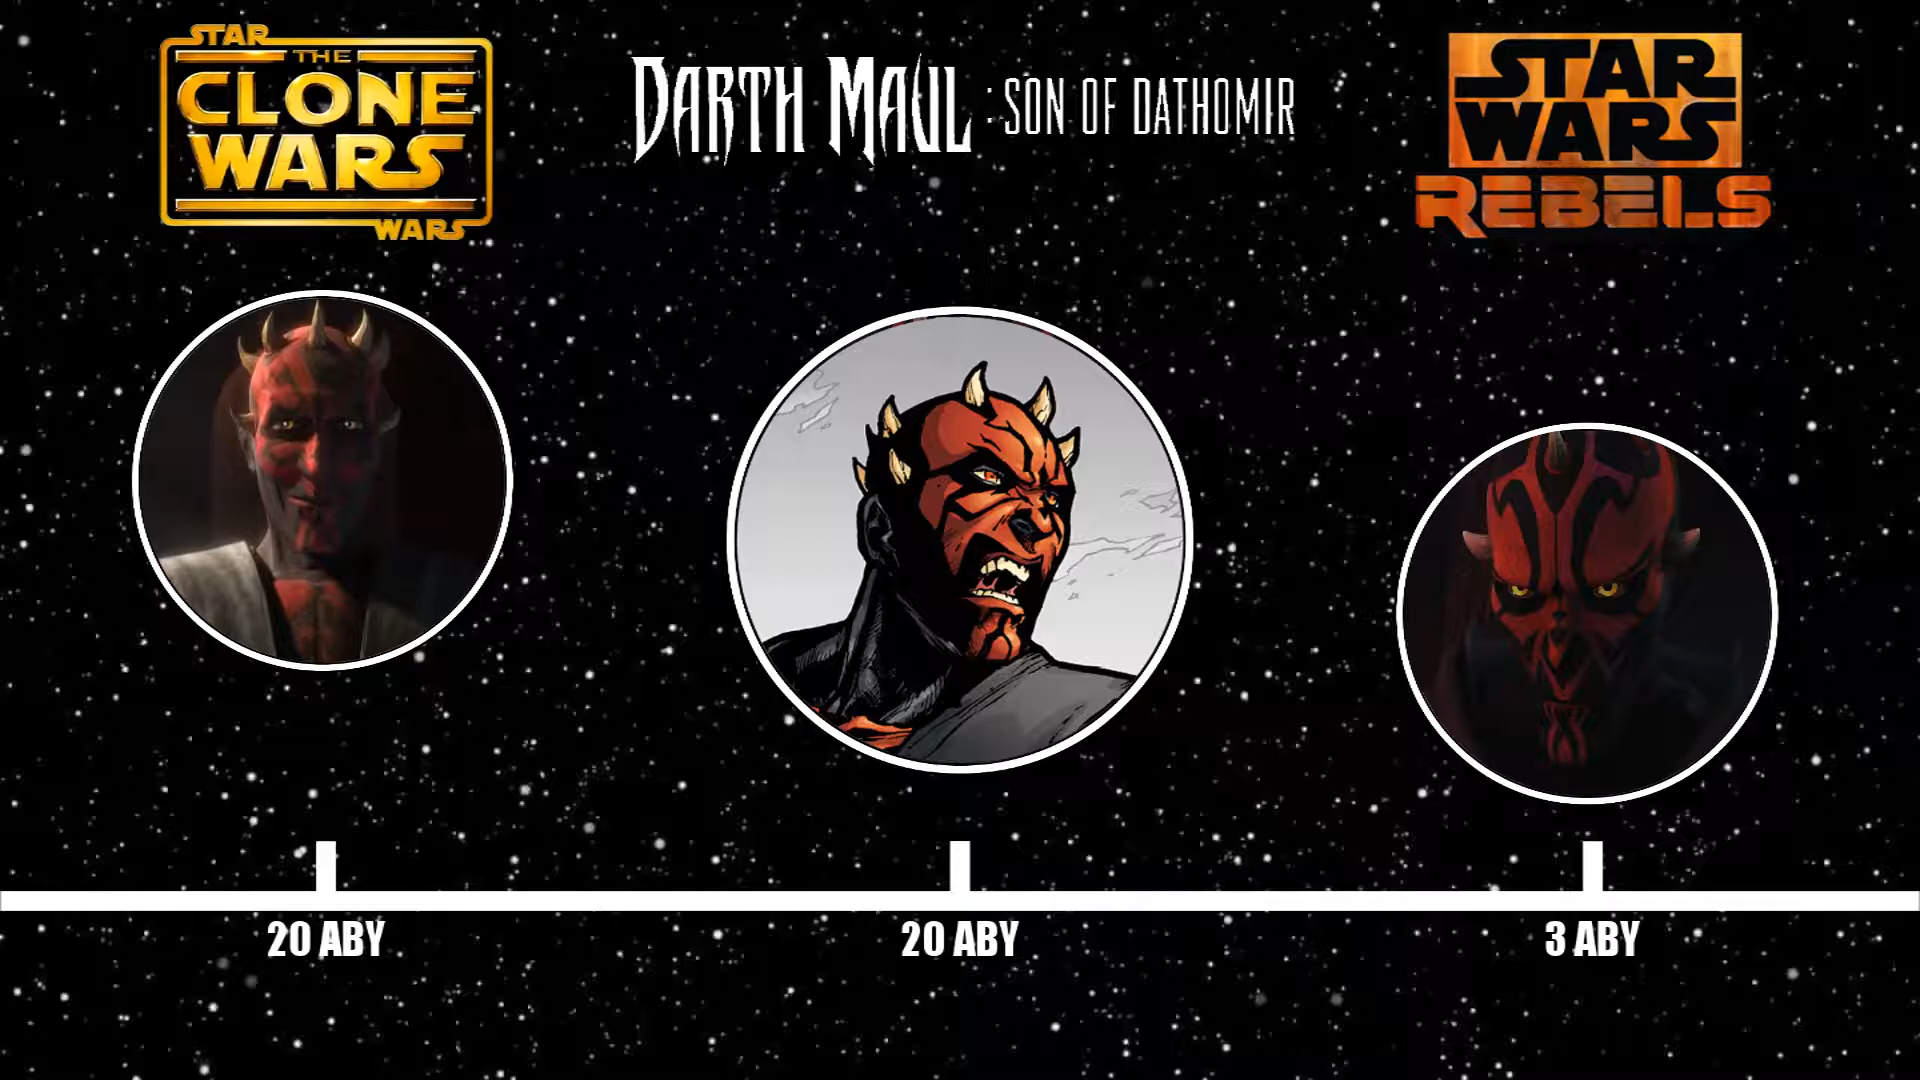 STAR
THE
CLONE
WARS
WARS
DARTH MAUL : SON OF DATHOMIR
STAR
WARS
REBELS
20 ABY
20 ABY
3 ABY